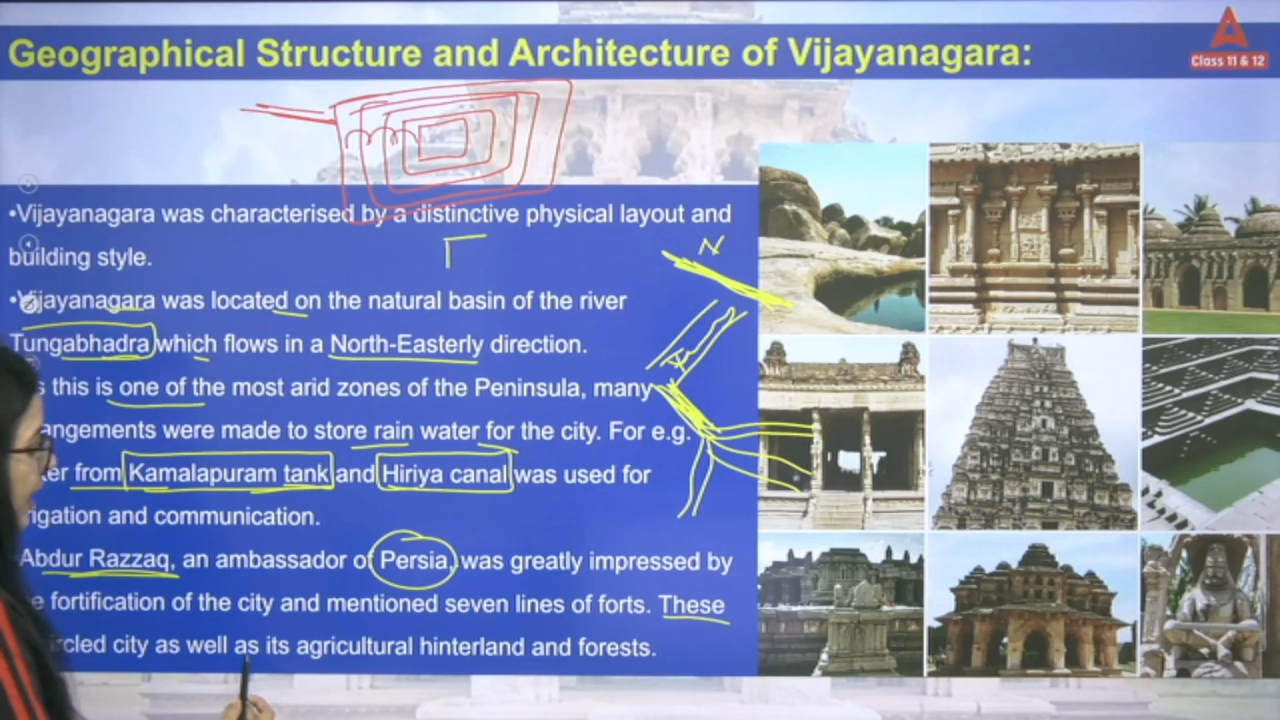 Geographical Structure and Architecture of Vijayanagara:
Class 11 & 12
•Vijayanagara was characterised by a distinctive physical layout and
building style.
•Vijayanagara was located on the natural basin of the river
Tungabhadra which flows in a North-Easterly direction.
s this is one of the most arid zones of the Peninsula, many
angements were made to store rain water for the city. For e.g.
er from Kamalapuram tank and Hiriya canal was used for
igation and communication.
Abdur Razzaq, an ambassador of Persia, was greatly impressed by
e fortification of the city and mentioned seven lines of forts. These
rcled city as well as its agricultural hinterland and forests.
N